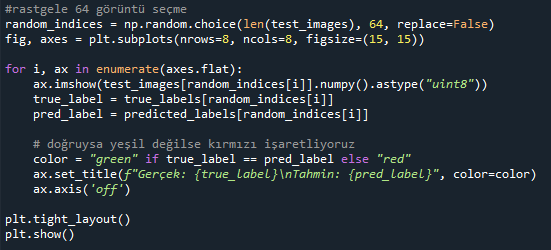 #rastgele 64 görüntü seçme
random_indices = np.random.choice(len(test_images), 64, replace=False)
fig, axes = plt.subplots(nrows=8, ncols=8, figsize=(15, 15))

for i, ax in enumerate(axes.flat):
    ax.imshow(test_images[random_indices[i]].numpy().astype("uint8"))
    true_label = true_labels[random_indices[i]]
    pred_label = predicted_labels[random_indices[i]]

    # doğruysa yeşil değilse kırmızı işaretliyoruz
    color = "green" if true_label == pred_label else "red"
    ax.set_title(f"Gerçek: {true_label}\nTahmin: {pred_label}", color=color)
    ax.axis('off')

plt.tight_layout()
plt.show()